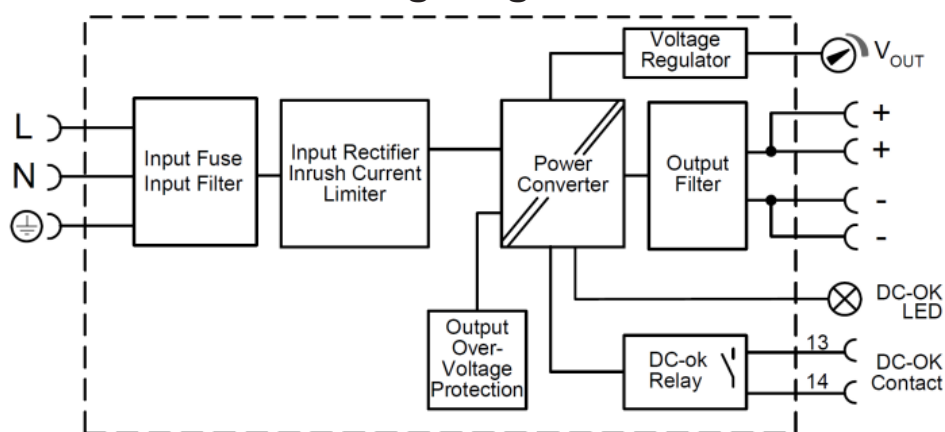 Voltage
Regulator
VOUT
L
N
Input Fuse
Input Filter
Input Rectifier
Inrush Current
Limiter
Power
Converter
Output
Filter
+
+
-
-
Output
Over-
Voltage
Protection
DC-ok
Relay
DC-OK
LED
13
14
DC-OK
Contact